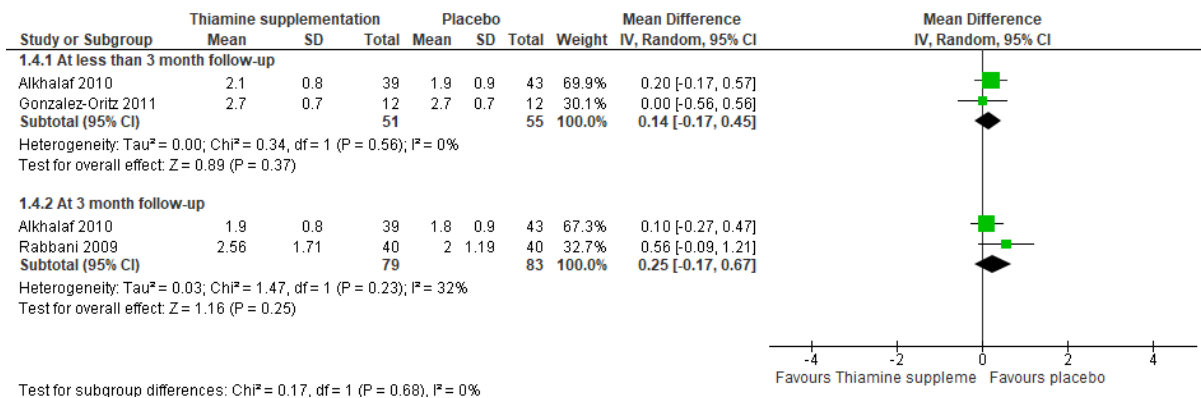 Thiamine supplementation Placebo Mean Difference Mean Difference
Study or Subgroup Mean SD Total Mean SD Total Weight IV, Random, 95% CI IV, Random, 95% CI
1.4.1 At less than 3 month follow-up
Alkhalaf 2010 2.1 0.8 39 1.9 0.9 43 69.9% 0.20 [-0.17, 0.57]
Gonzalez-Oritz 2011 2.7 0.7 12 2.7 0.7 12 30.1% 0.00 [-0.56, 0.56]
Subtotal (95% CI) 51 55 100.0% 0.14 [-0.17, 0.45]
Heterogeneity: Tau² = 0.00; Chi² = 0.34, df = 1 (P = 0.56); I² = 0%
Test for overall effect: Z = 0.89 (P = 0.37)
1.4.2 At 3 month follow-up
Alkhalaf 2010 1.9 0.8 39 1.8 0.9 43 67.3% 0.10 [-0.27, 0.47]
Rabbani 2009 2.56 1.71 40 2 1.19 40 32.7% 0.56 [-0.09, 1.21]
Subtotal (95% CI) 79 83 100.0% 0.25 [-0.17, 0.67]
Heterogeneity: Tau² = 0.03; Chi² = 1.47, df = 1 (P = 0.23); I² = 32%
Test for overall effect: Z = 1.16 (P = 0.25)
-4 -2 0 2 4
Favours Thiamine suppleme Favours placebo
Test for subgroup differences: Chi² = 0.17, df = 1 (P = 0.68), I² = 0%